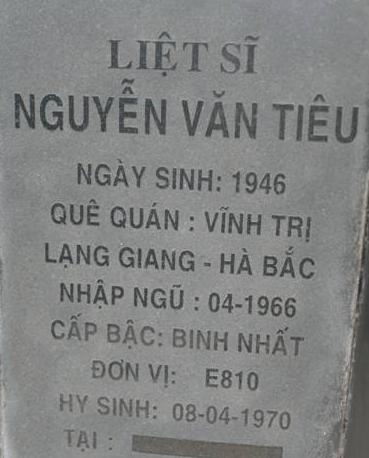 LIỆT SĨ
NGUYỄN VĂN TIÊU
NGÀY SINH: 1946
QUÊ QUÁN : VĨNH TRỊ
LẠNG GIANG - HÀ BẮC
NHẬP NGŨ : 04-1966
CẤP BẬC: BINH NHẤT
ĐƠN VỊ: E810
HY SINH: 08-04-1970
TẠI :